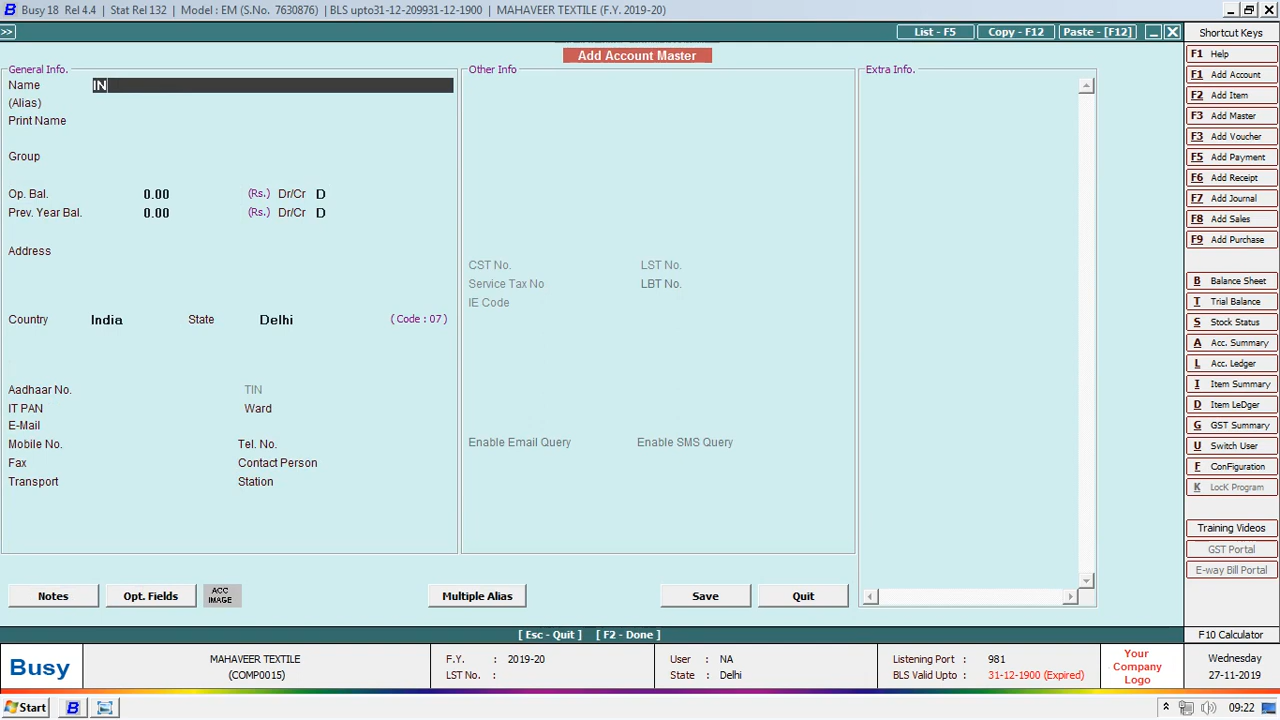 Busy 18 Rel 4.4 | Stat Rel 132 | Model : EM (S.No. 7630876) | BLS upto31-12-209931-12-1900 | MAHAVEER TEXTILE (F.Y. 2019-20)
>> List - F5 Copy - F12 Paste - [F12]
Add Account Master
General Info.
Name IN
(Alias)
Print Name
Group
Op. Bal. 0.00 (Rs.) Dr/Cr D
Prev. Year Bal. 0.00 (Rs.) Dr/Cr D
Address
Country India State Delhi ( Code : 07 )
Aadhaar No. TIN
IT PAN Ward
E-Mail
Mobile No. Tel. No.
Fax Contact Person
Transport Station
Other Info
CST No. LST No.
Service Tax No LBT No.
IE Code
Enable Email Query Enable SMS Query
Extra Info.
Notes Opt. Fields ACC IMAGE Multiple Alias Save Quit
[ Esc - Quit ] [ F2 - Done ]
Shortcut Keys
F1 Help
F1 Add Account
F2 Add Item
F3 Add Master
F3 Add Voucher
F5 Add Payment
F6 Add Receipt
F7 Add Journal
F8 Add Sales
F9 Add Purchase
B Balance Sheet
T Trial Balance
S Stock Status
A Acc. Summary
L Acc. Ledger
I Item Summary
D Item LeDger
G GST Summary
U Switch User
F ConFiguration
K LocK Program
Training Videos
GST Portal
E-way Bill Portal
F10 Calculator
Busy
MAHAVEER TEXTILE
(COMP0015)
F.Y. : 2019-20
LST No. :
User : NA
State : Delhi
Listening Port : 981
BLS Valid Upto : 31-12-1900 (Expired)
Your
Company
Logo
Wednesday
27-11-2019
Start 09:22